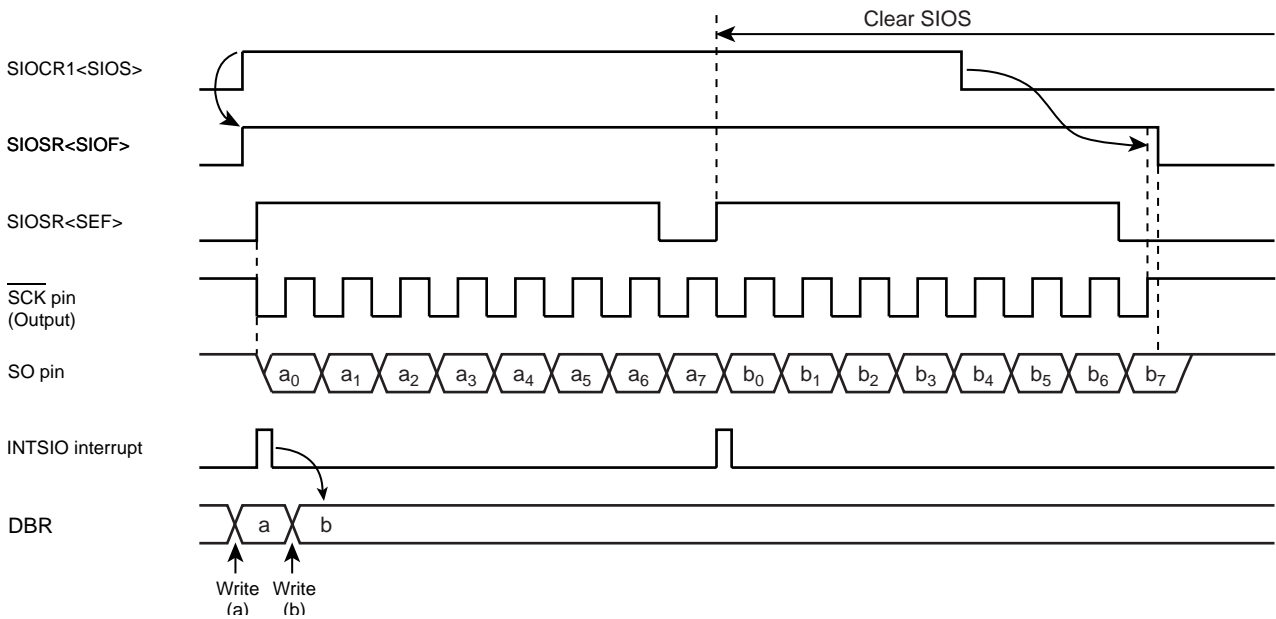 Clear SIOS
SIOCR1<SIOS>
SIOSR<SIOF>
SIOSR<SEF>
SCK pin
(Output)
SO pin
a0 a1 a2 a3 a4 a5 a6 a7 b0 b1 b2 b3 b4 b5 b6 b7
INTSIO interrupt
DBR
a b
Write Write
(a) (b)